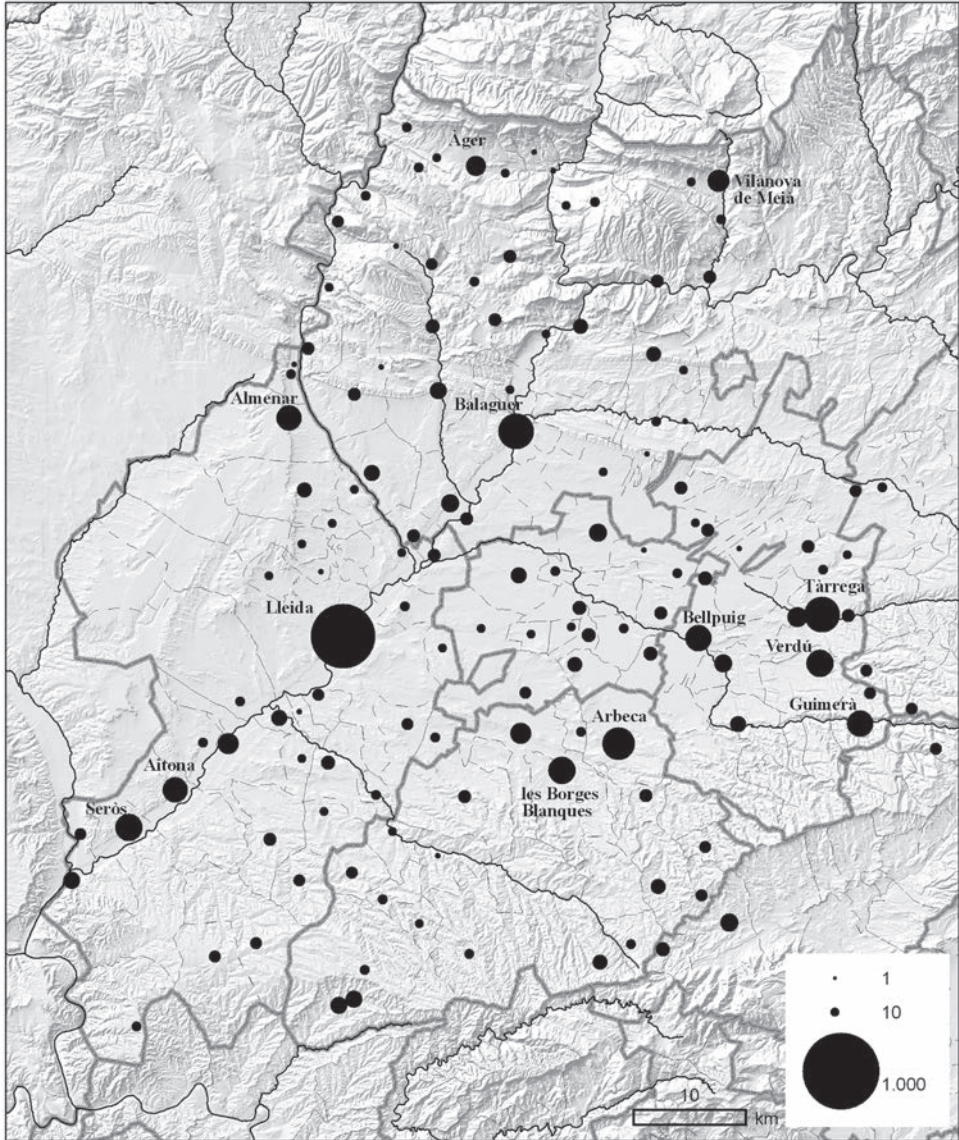 Àger
Vilanova
de Meià
Almenar
Balaguer
Lleida
Tàrrega
Bellpuig
Verdú
Guimerà
Arbeca
Aitona
les Borges
Blanques
Seròs
1
10
1.000
10
km